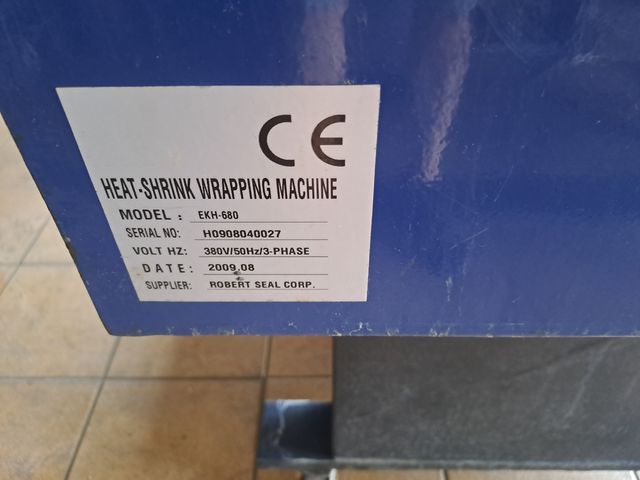 CE
HEAT-SHRINK WRAPPING MACHINE
MODEL : EKH-680
SERIAL NO: H0908040027
VOLT HZ: 380V/50Hz/3-PHASE
DATE: 2009.08
SUPPLIER: ROBERT SEAL CORP.